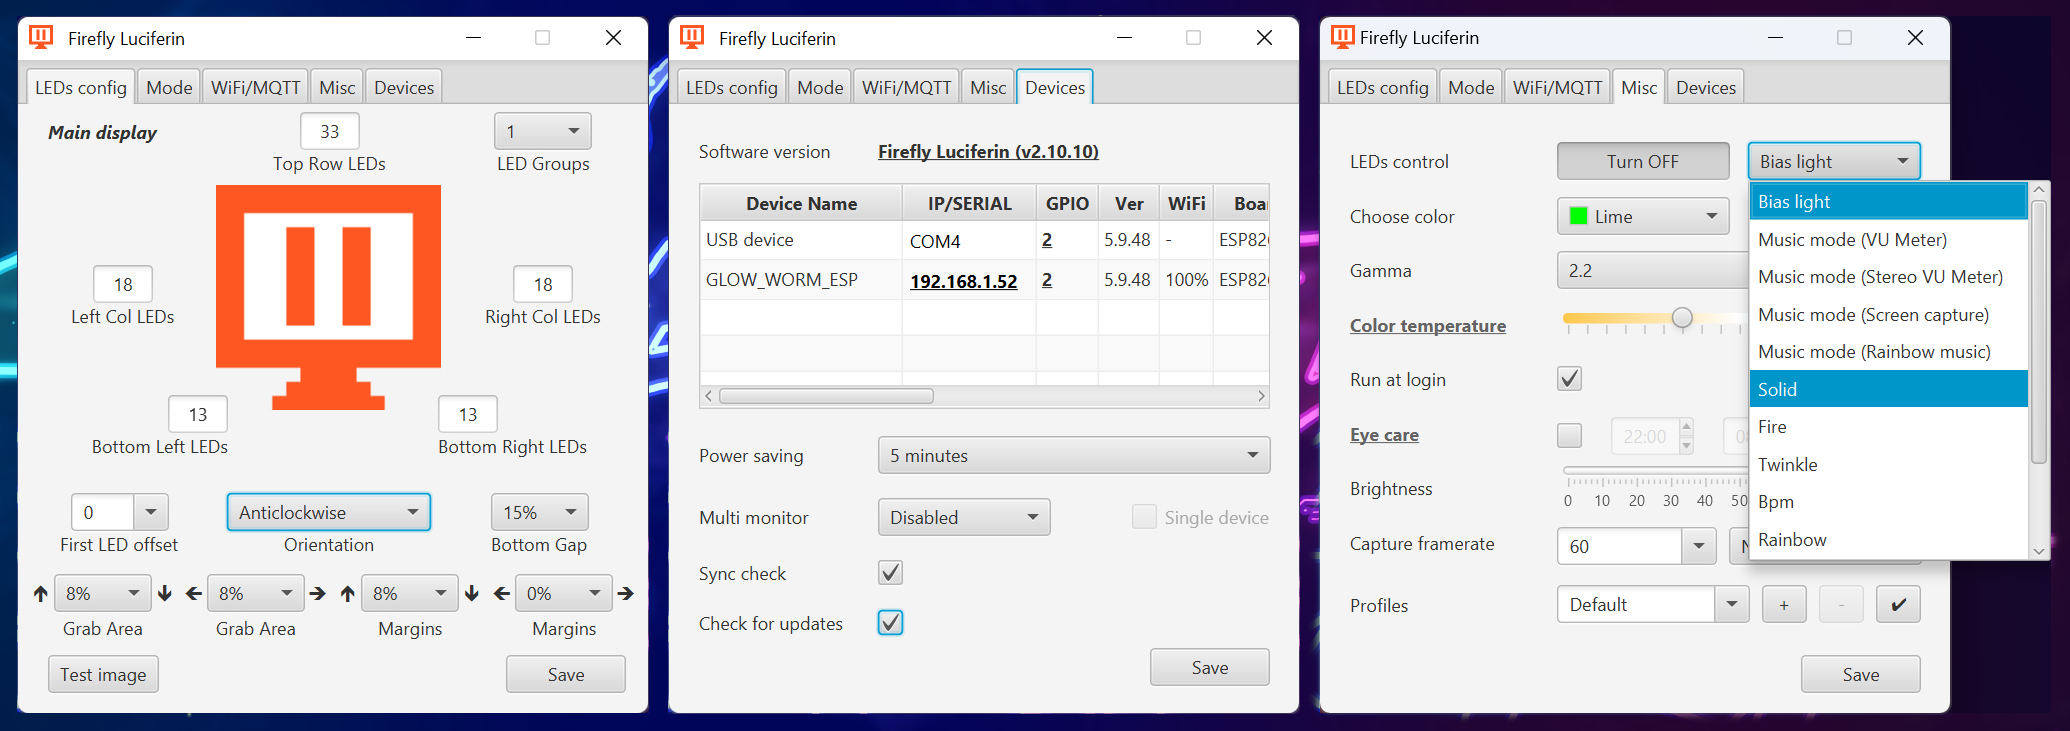 Firefly Luciferin
LEDs config Mode WiFi/MQTT Misc Devices
Main display
33
Top Row LEDs
1
LED Groups
18
Left Col LEDs
18
Right Col LEDs
13
Bottom Left LEDs
13
Bottom Right LEDs
0
First LED offset
Anticlockwise
Orientation
15%
Bottom Gap
8% 8% 8% 0%
Grab Area Grab Area Margins Margins
Test image Save
Firefly Luciferin
LEDs config Mode WiFi/MQTT Misc Devices
Software version Firefly Luciferin (v2.10.10)
Device Name IP/SERIAL GPIO Ver WiFi Boa
USB device COM4 2 5.9.48 - ESP826
GLOW_WORM_ESP 192.168.1.52 2 5.9.48 100% ESP826
Power saving 5 minutes
Multi monitor Disabled Single device
Sync check
Check for updates
Save
Firefly Luciferin
LEDs config Mode WiFi/MQTT Misc Devices
LEDs control Turn OFF Bias light
Choose color Lime
Gamma 2.2
Color temperature
Run at login
Eye care 22:00
Brightness
0 10 20 30 40
Capture framerate 60
Profiles Default + -
Save
Bias light
Music mode (VU Meter)
Music mode (Stereo VU Meter)
Music mode (Screen capture)
Music mode (Rainbow music)
Solid
Fire
Twinkle
Bpm
Rainbow